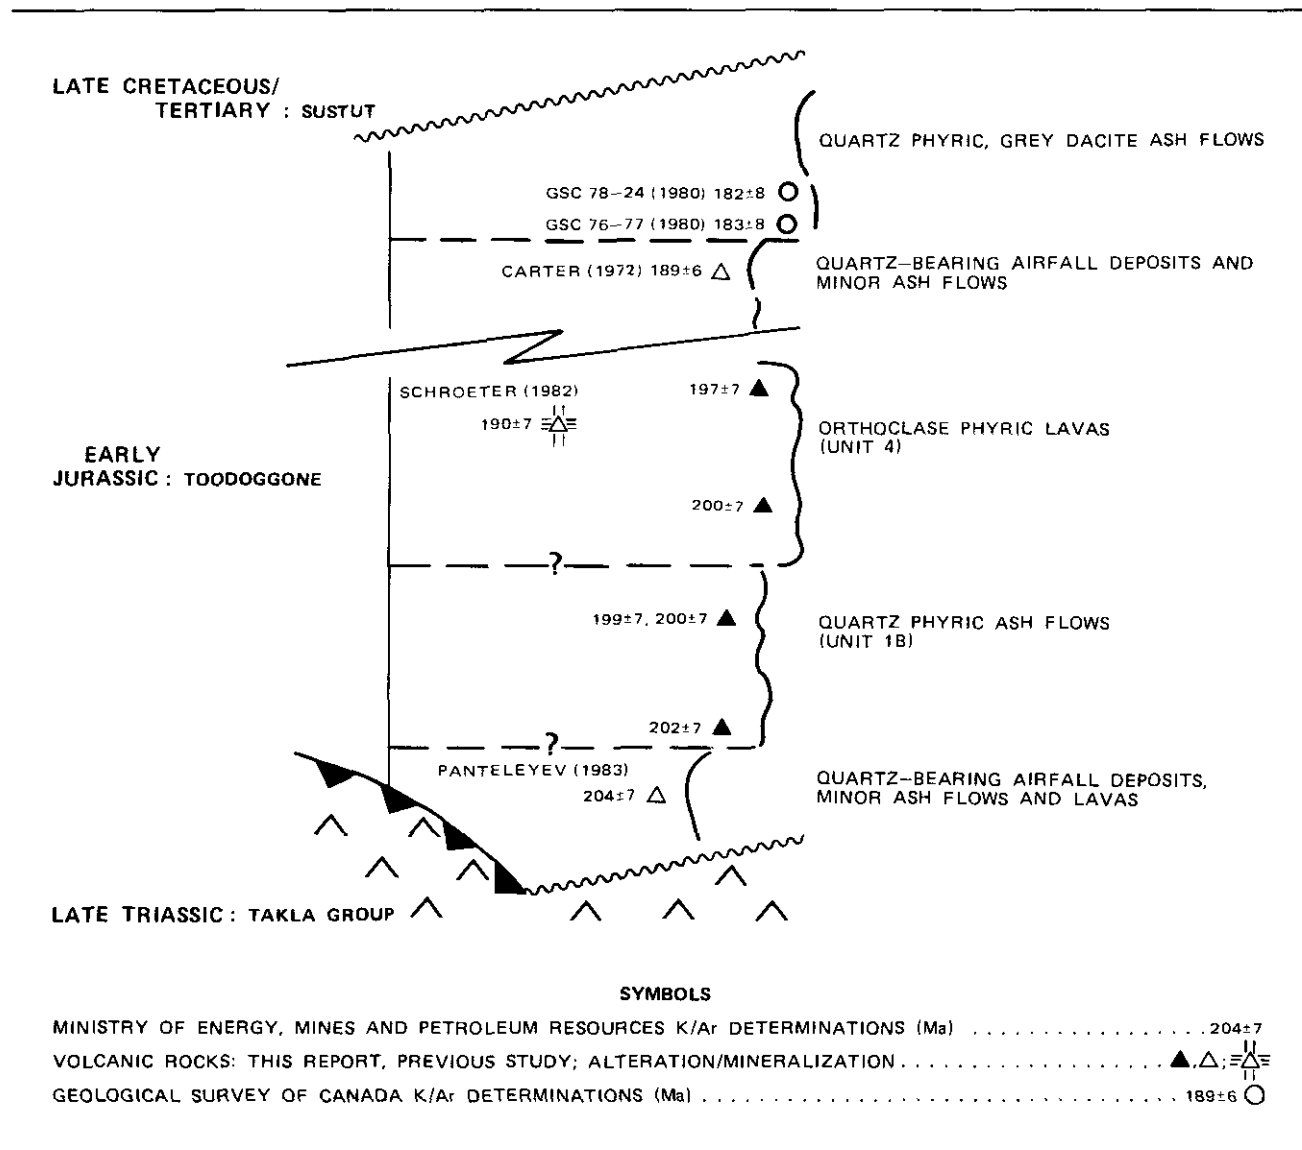 LATE CRETACEOUS/
TERTIARY : SUSTUT
QUARTZ PHYRIC, GREY DACITE ASH FLOWS
GSC 78–24 (1980) 182±8
GSC 76–77 (1980) 183±8
CARTER (1972) 189±6
QUARTZ–BEARING AIRFALL DEPOSITS AND
MINOR ASH FLOWS
SCHROETER (1982)
190±7
197±7
ORTHOCLASE PHYRIC LAVAS
(UNIT 4)
EARLY
JURASSIC : TOODOGGONE
200±7
?
199±7, 200±7
QUARTZ PHYRIC ASH FLOWS
(UNIT 1B)
202±7
?
PANTELEYEV (1983)
204±7
QUARTZ–BEARING AIRFALL DEPOSITS,
MINOR ASH FLOWS AND LAVAS
LATE TRIASSIC : TAKLA GROUP
SYMBOLS
MINISTRY OF ENERGY, MINES AND PETROLEUM RESOURCES K/Ar DETERMINATIONS (Ma) . . . . . . . . . . . . . . . . . . 204±7
VOLCANIC ROCKS: THIS REPORT, PREVIOUS STUDY; ALTERATION/MINERALIZATION . . . . . . . . . . . . . . . . . . . . ▲,△;
GEOLOGICAL SURVEY OF CANADA K/Ar DETERMINATIONS (Ma) . . . . . . . . . . . . . . . . . . . . . . . . . . . . . . . . . . . 189±6